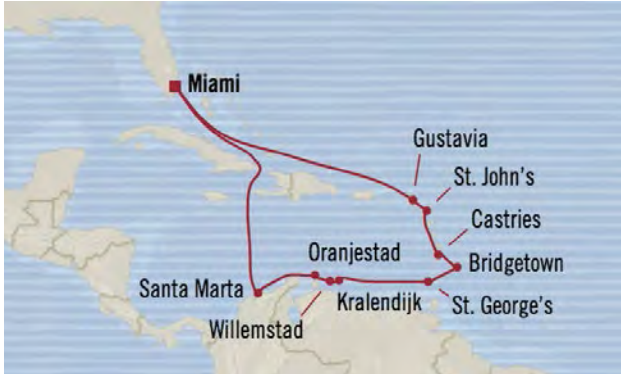 Miami
Gustavia
St. John's
Castries
Oranjestad
Bridgetown
Santa Marta
Kralendijk
St. George's
Willemstad